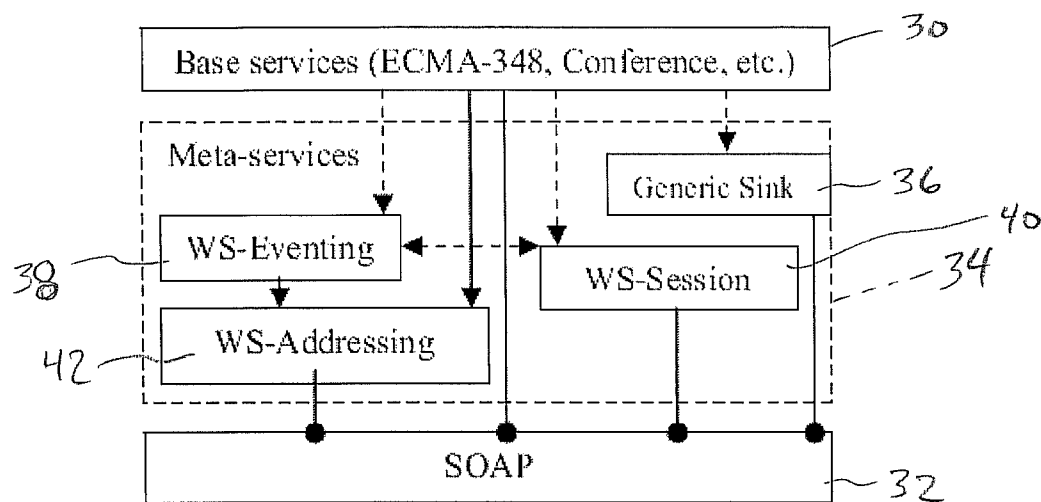 30
Base services (ECMA-348, Conference, etc.)
Meta-services
Generic Sink
36
WS-Eventing
40
38
WS-Session
34
WS-Addressing
42
SOAP
32